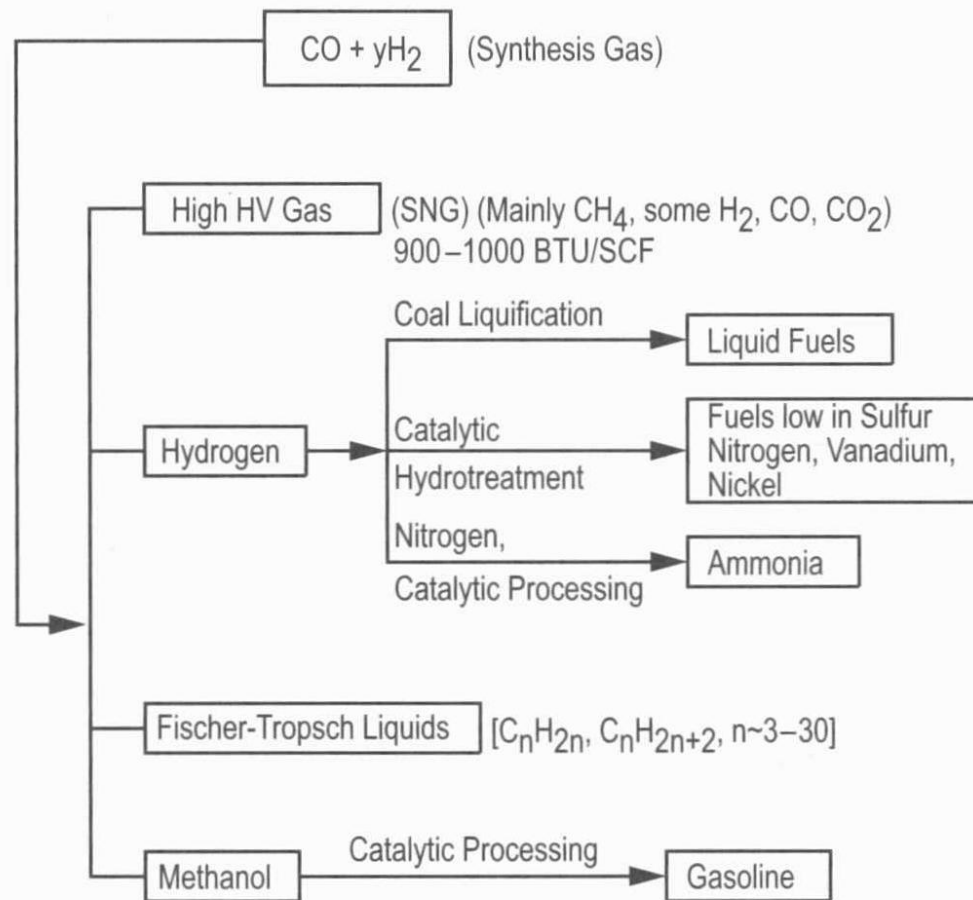 CO + yH2 (Synthesis Gas)
High HV Gas (SNG) (Mainly CH4, some H2, CO, CO2)
900–1000 BTU/SCF
Coal Liquification
Liquid Fuels
Hydrogen
Catalytic
Hydrotreatment
Fuels low in Sulfur
Nitrogen, Vanadium,
Nickel
Nitrogen,
Catalytic Processing
Ammonia
Fischer-Tropsch Liquids [CnH2n, CnH2n+2, n~3–30]
Methanol
Catalytic Processing
Gasoline